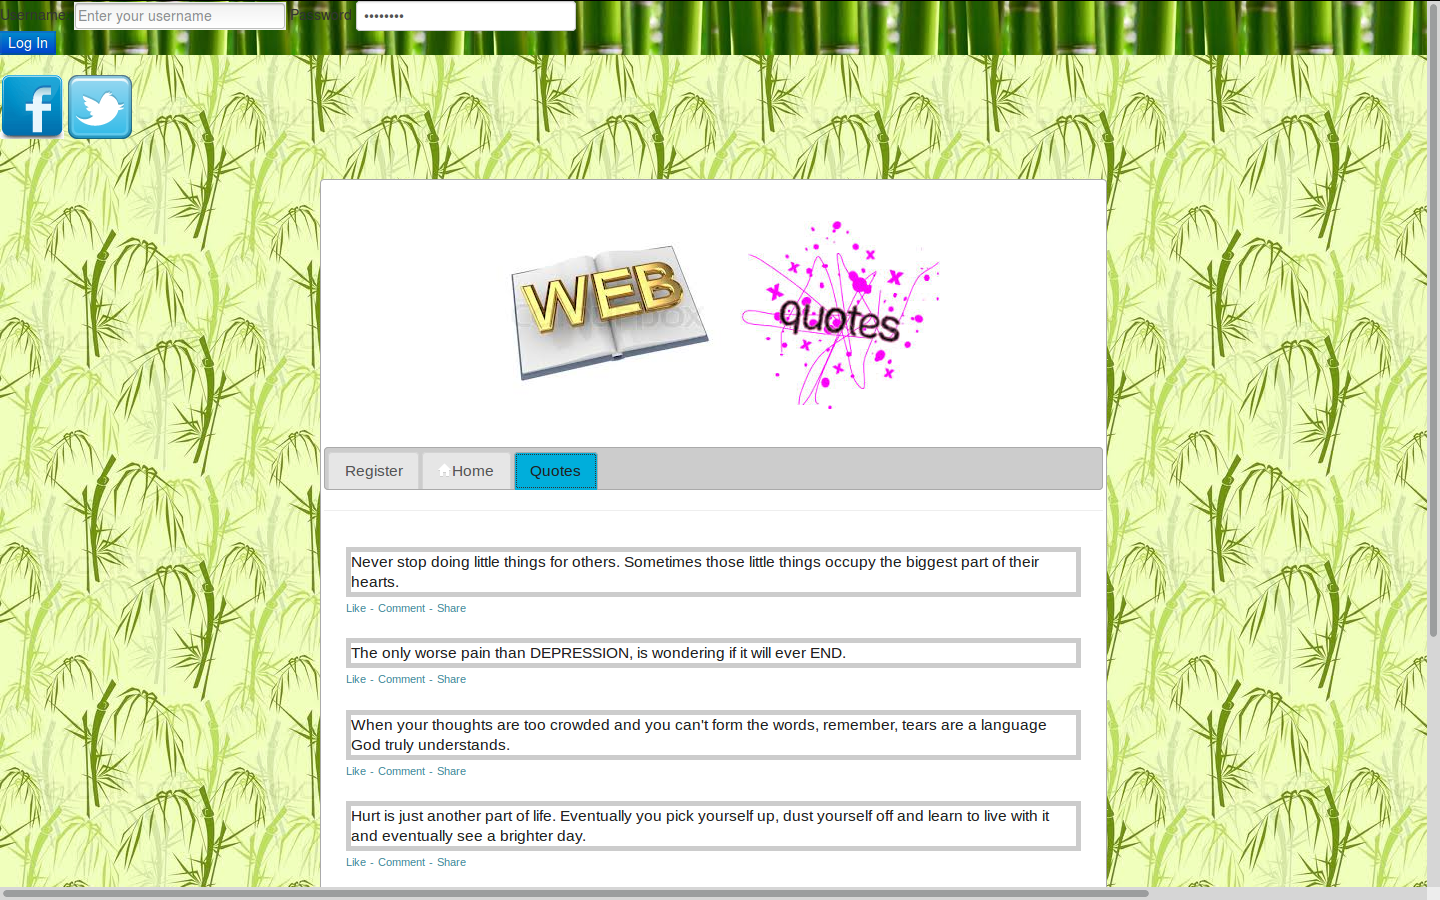 Username Enter your username Password ••••••••
Log In
WEB
quotes
Register Home Quotes
Never stop doing little things for others. Sometimes those little things occupy the biggest part of their
hearts.
Like - Comment - Share
The only worse pain than DEPRESSION, is wondering if it will ever END.
Like - Comment - Share
When your thoughts are too crowded and you can't form the words, remember, tears are a language
God truly understands.
Like - Comment - Share
Hurt is just another part of life. Eventually you pick yourself up, dust yourself off and learn to live with it
and eventually see a brighter day.
Like - Comment - Share